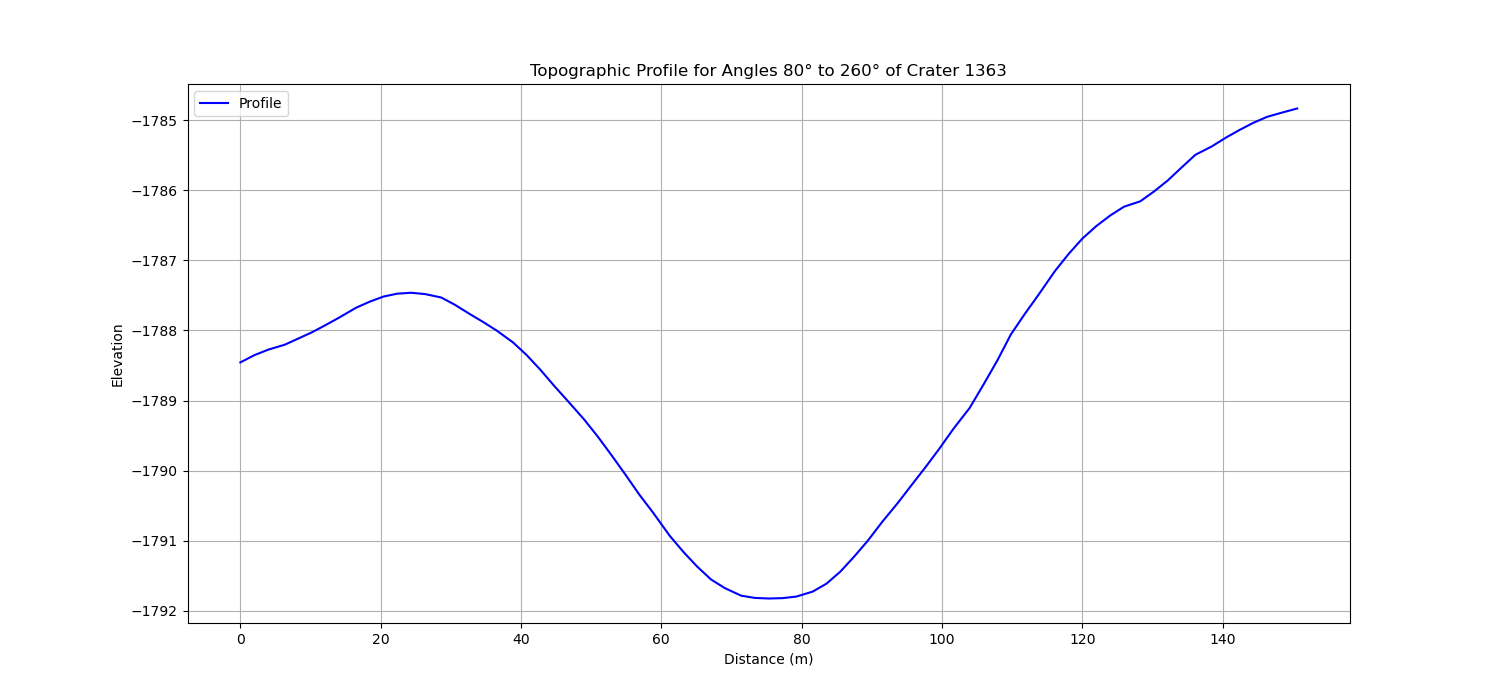 Topographic Profile for Angles 80° to 260° of Crater 1363
Profile
−1785
−1786
−1787
−1788
−1789
−1790
−1791
−1792
Elevation
0 20 40 60 80 100 120 140
Distance (m)